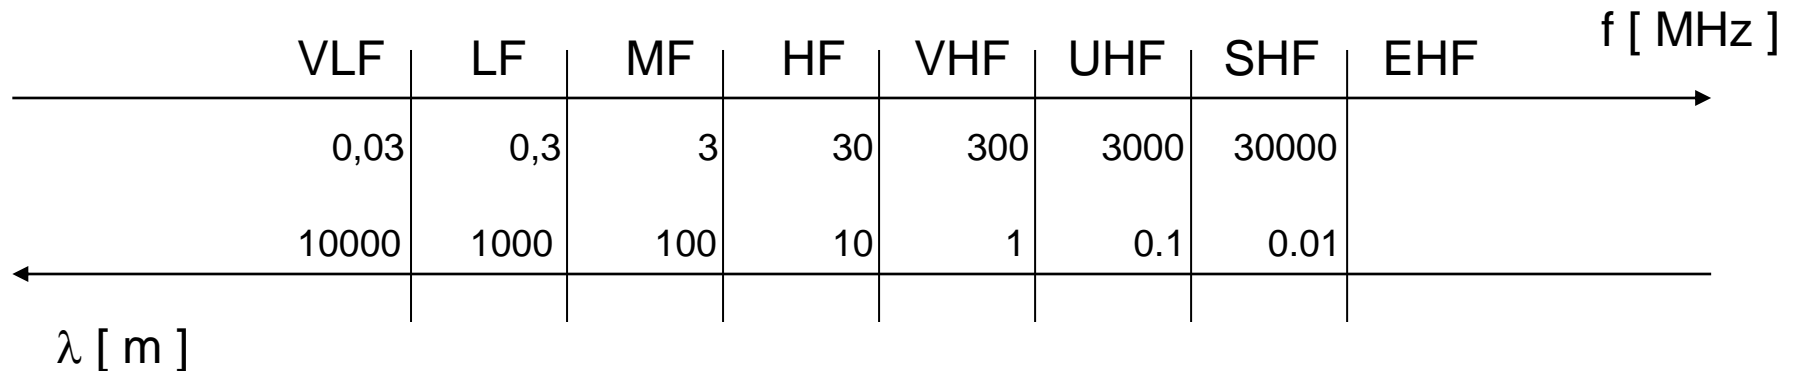 f [ MHz ]
VLF LF MF HF VHF UHF SHF EHF
0,03 0,3 3 30 300 3000 30000
10000 1000 100 10 1 0.1 0.01
λ [ m ]